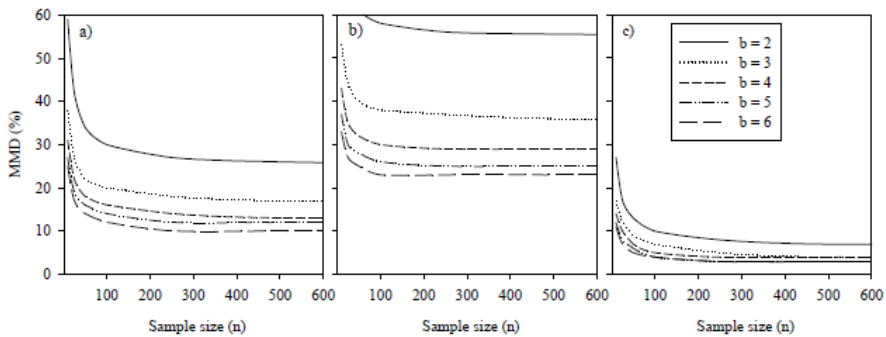 60
50
40
30
20
10
0
MMD (%)
a)
b)
c)
b = 2
b = 3
b = 4
b = 5
b = 6
100 200 300 400 500 600
100 200 300 400 500 600
100 200 300 400 500 600
Sample size (n)
Sample size (n)
Sample size (n)